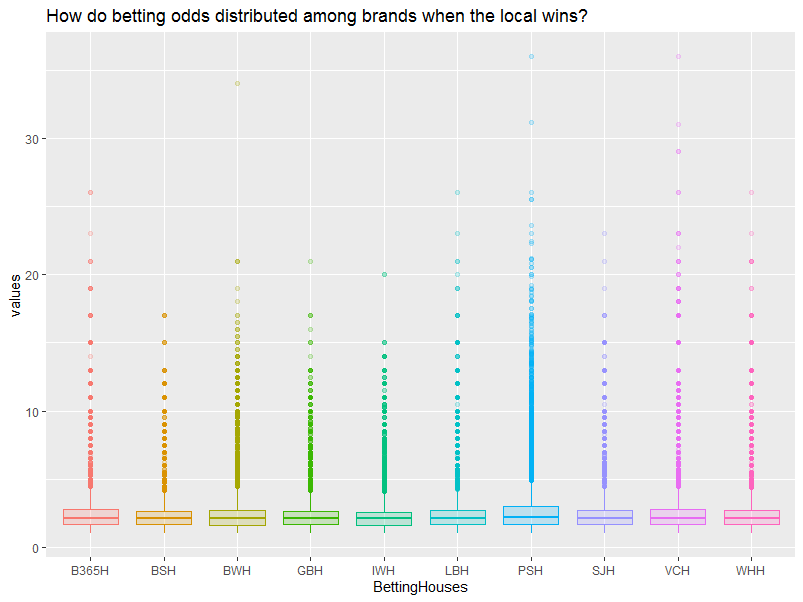 How do betting odds distributed among brands when the local wins?
values
30
20
10
0
B365H BSH BWH GBH IWH LBH PSH SJH VCH WHH
BettingHouses